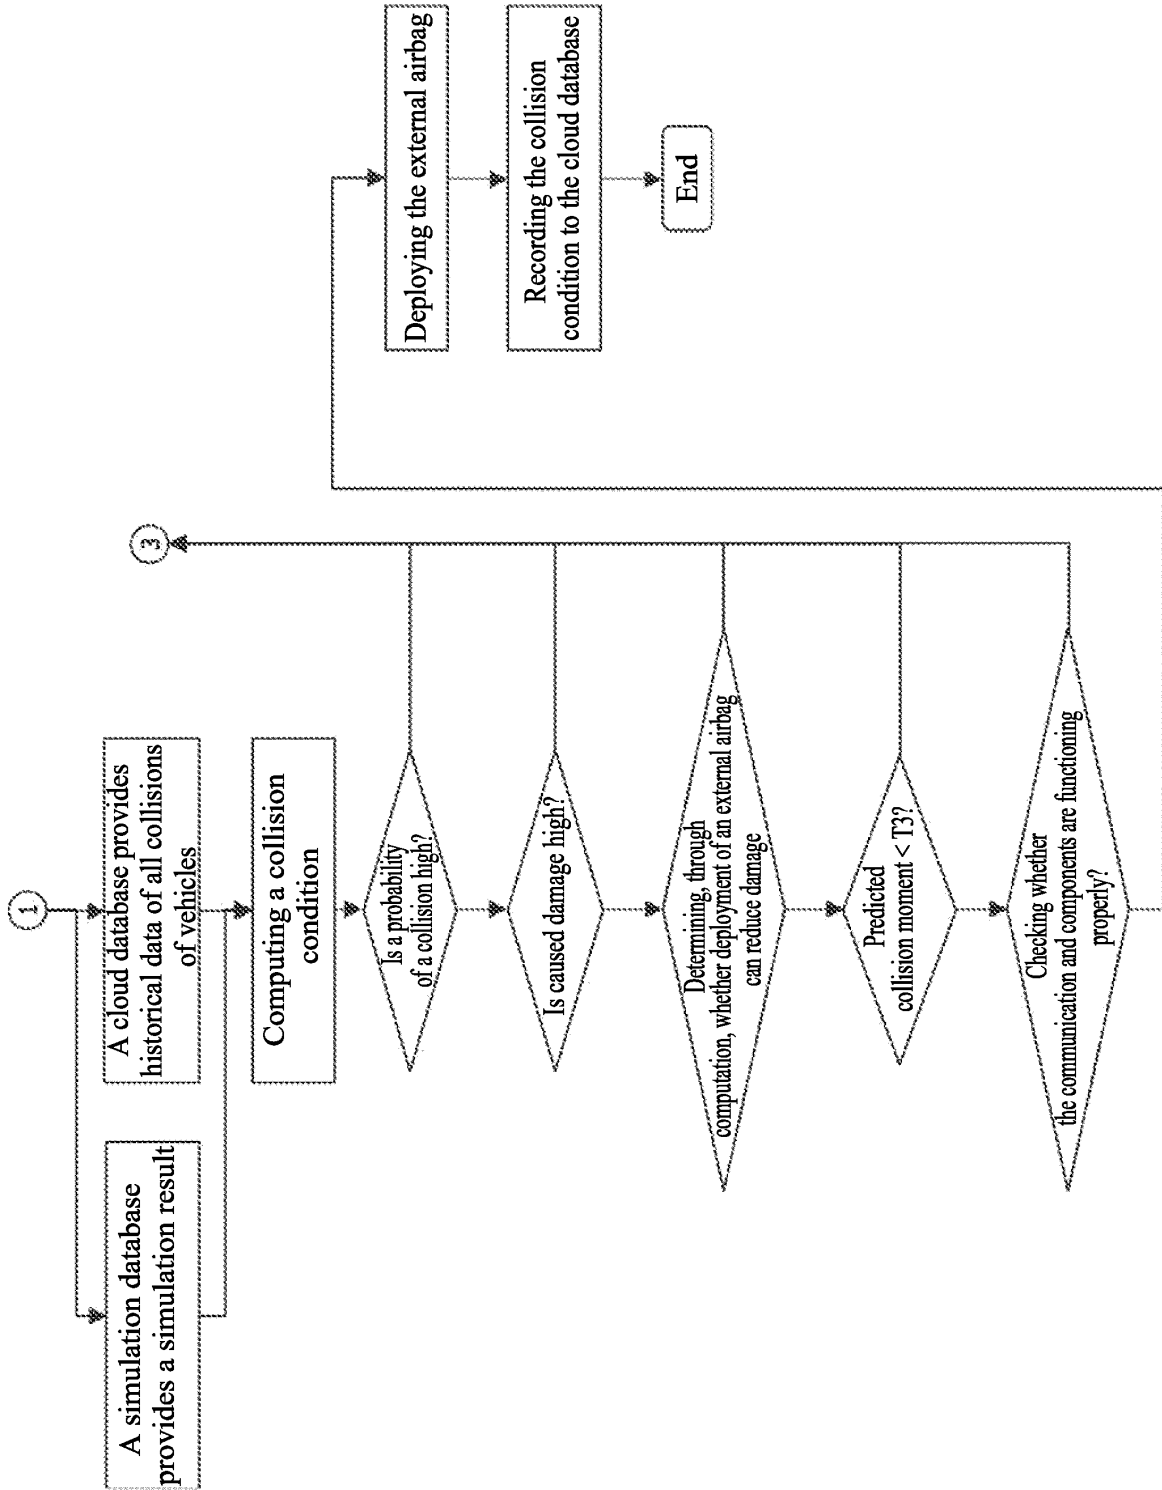 1
A simulation database
provides a simulation result
A cloud database provides
historical data of all collisions
of vehicles
Computing a collision
condition
Is a probability
of a collision high?
Is caused damage high?
Determining, through
computation, whether deployment of an external airbag
can reduce damage
Predicted
collision moment < T3?
Checking whether
the communication and components are functioning
properly?
3
Deploying the external airbag
Recording the collision
condition to the cloud database
End